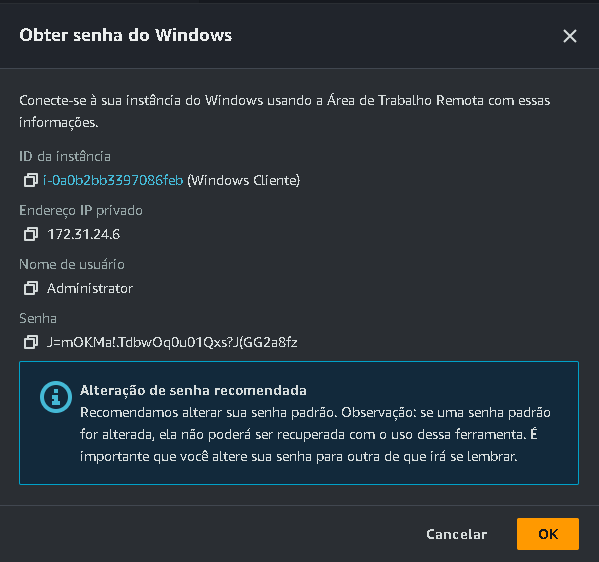 Obter senha do Windows
Conecte-se à sua instância do Windows usando a Área de Trabalho Remota com essas
informações.
ID da instância
i-0a0b2bb3397086feb (Windows Cliente)
Endereço IP privado
172.31.24.6
Nome de usuário
Administrator
Senha
J=mOKMa!.TdbwOq0u01Qxs?J(GG2a8fz
Alteração de senha recomendada
Recomendamos alterar sua senha padrão. Observação: se uma senha padrão
for alterada, ela não poderá ser recuperada com o uso dessa ferramenta. É
importante que você altere sua senha para outra de que irá se lembrar.
Cancelar
OK